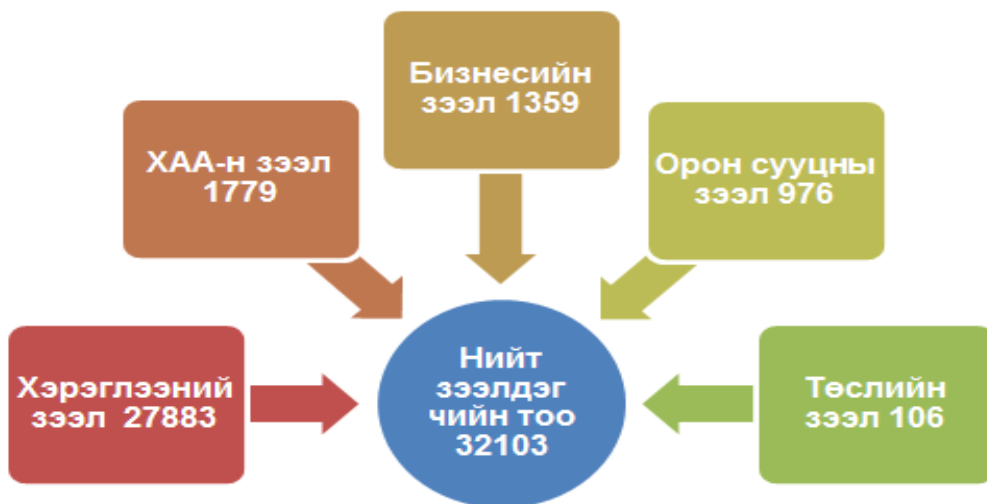 Бизнесийн
зээл 1359
ХАА-н зээл
1779
Орон сууцны
зээл 976
Хэрэглээний
зээл 27883
Нийт
зээлдэг
чийн тоо
32103
Төслийн
зээл 106